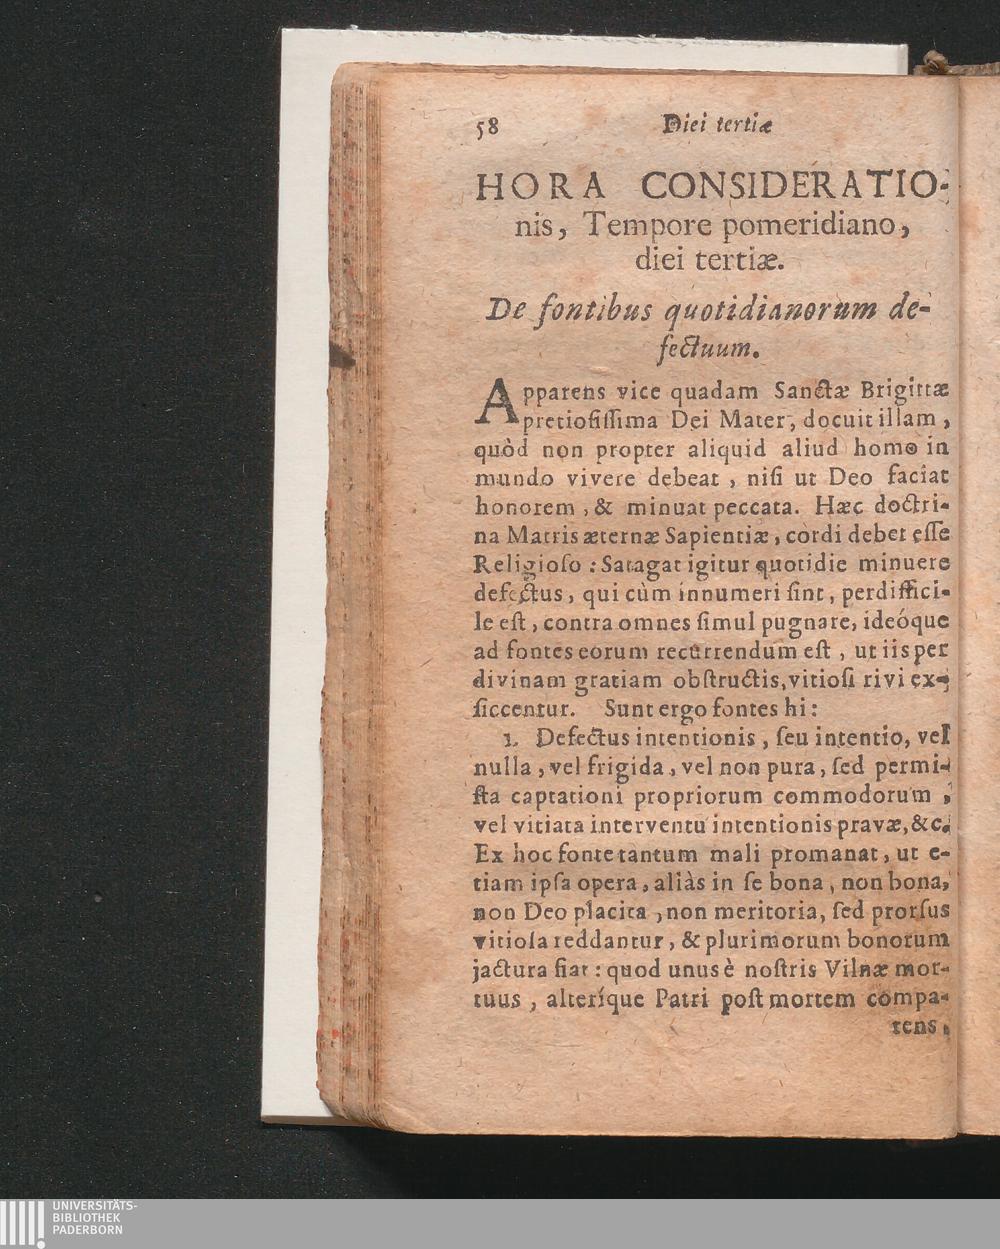 58 Diei tertiæ
HORA CONSIDERATIO-
nis, Tempore pomeridiano,
diei tertiæ.
De fontibus quotidianorum de-
fectuum.
Apparens vice quadam Sanctæ Brigittæ
pretiosissima Dei Mater, docuit illam,
quòd non propter aliquid aliud homo in
mundo vivere debeat, nisi ut Deo faciat
honorem, & minuat peccata. Hæc doctri-
na Matris æternæ Sapientiæ, cordi debet esse
Religioso: Satagat igitur quotidie minuere
defectus, qui cùm innumeri sint, perdiffici-
le est, contra omnes simul pugnare, ideóque
ad fontes eorum recurrendum est, ut iis per
divinam gratiam obstructis, vitiosi rivi ex-
siccentur. Sunt ergo fontes hi:
1. Defectus intentionis, seu intentio, vel
nulla, vel frigida, vel non pura, sed permi-
sta captationi propriorum commodorum,
vel vitiata interventu intentionis pravæ, &c.
Ex hoc fonte tantum mali promanat, ut e-
tiam ipsa opera, aliàs in se bona, non bona,
non Deo placita, non meritoria, sed prorsus
vitiosa reddantur, & plurimorum bonorum
jactura fiat: quod unus è nostris Vilnæ mor-
tuus, alteríque Patri post mortem compa-
rens,
UNIVERSITÄTS-
BIBLIOTHEK
PADERBORN